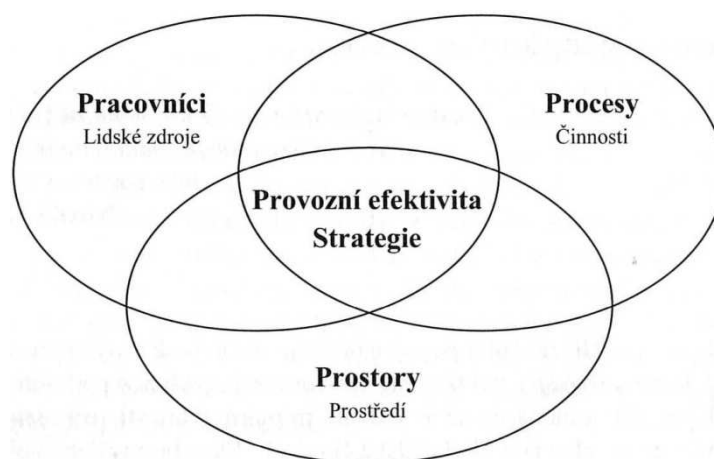 Pracovníci
Lidské zdroje
Procesy
Činnosti
Provozní efektivita
Strategie
Prostory
Prostředí